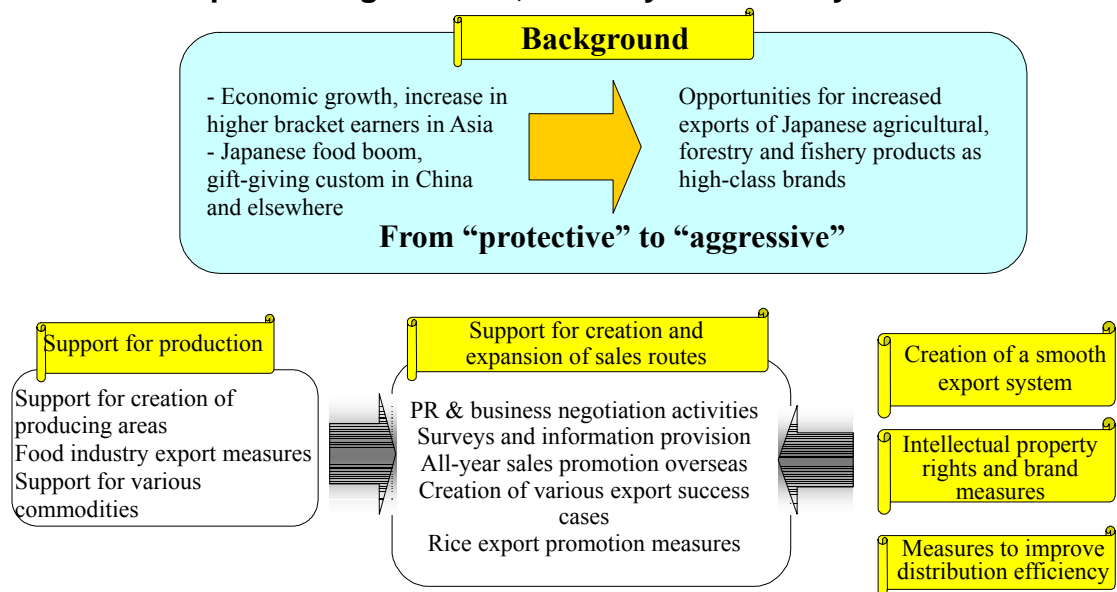 Background
- Economic growth, increase in
higher bracket earners in Asia
- Japanese food boom,
gift-giving custom in China
and elsewhere
Opportunities for increased
exports of Japanese agricultural,
forestry and fishery products as
high-class brands
From “protective” to “aggressive”
Support for production
Support for creation of
producing areas
Food industry export measures
Support for various
commodities
Support for creation and
expansion of sales routes
PR & business negotiation activities
Surveys and information provision
All-year sales promotion overseas
Creation of various export success
cases
Rice export promotion measures
Creation of a smooth
export system
Intellectual property
rights and brand
measures
Measures to improve
distribution efficiency